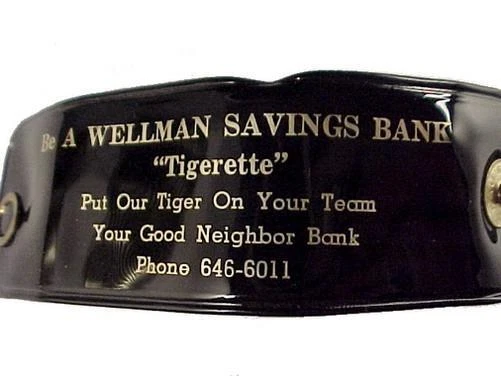 Be A WELLMAN SAVINGS BANK
“Tigerette”
Put Our Tiger On Your Team
Your Good Neighbor Bank
Phone 646-6011